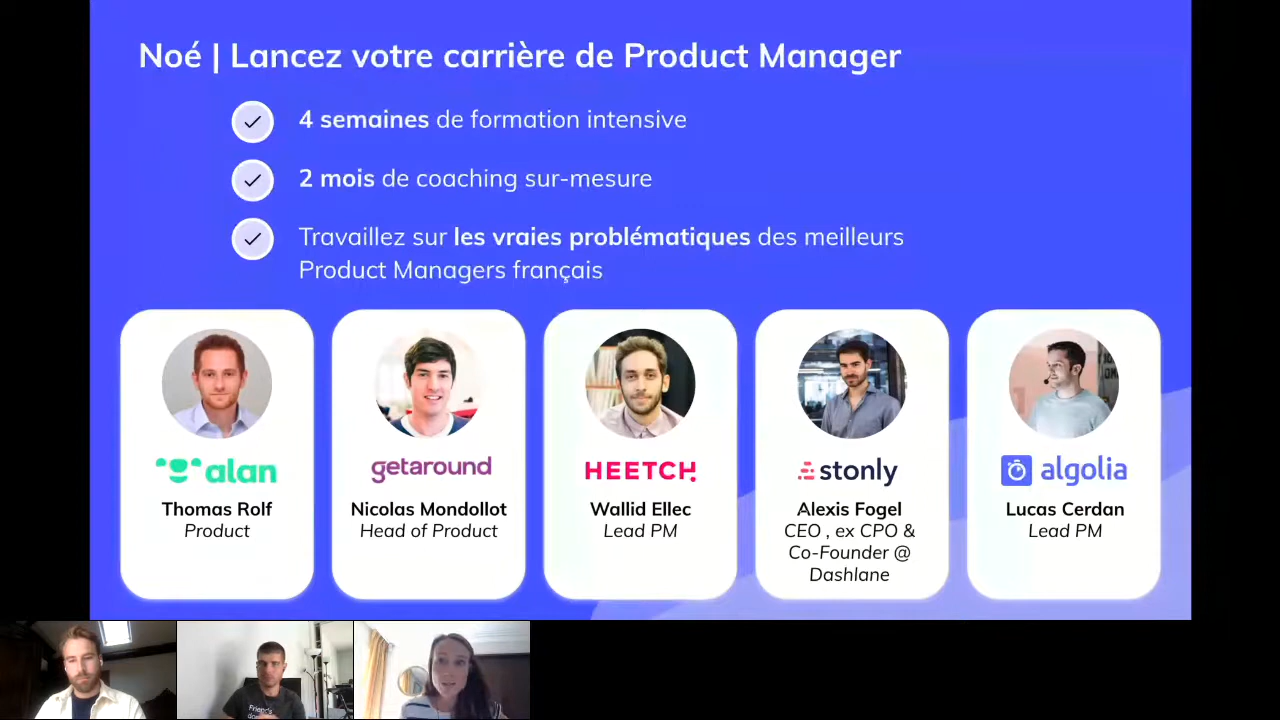 Noé | Lancez votre carrière de Product Manager
4 semaines de formation intensive
2 mois de coaching sur-mesure
Travaillez sur les vraies problématiques des meilleurs
Product Managers français
alan
Thomas Rolf
Product
getaround
Nicolas Mondollot
Head of Product
HEETCH
Wallid Ellec
Lead PM
stonly
Alexis Fogel
CEO , ex CPO &
Co-Founder @
Dashlane
algolia
Lucas Cerdan
Lead PM
Friends